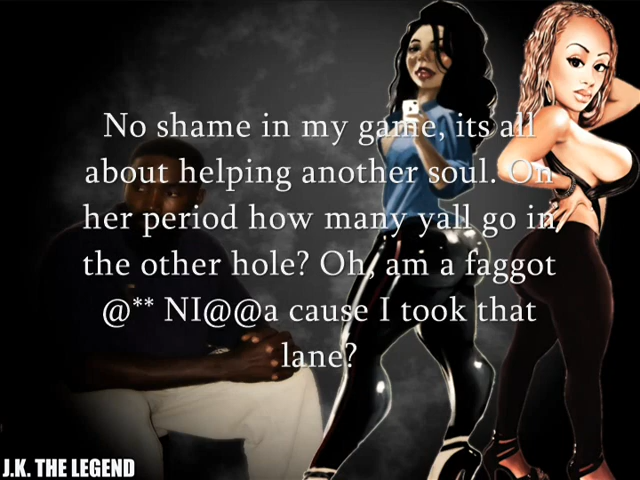 No shame in my game, its all
about helping another soul. On
her period how many yall go in
the other hole? Oh, am a faggot
@** NI@@a cause I took that
lane?
J.K. THE LEGEND